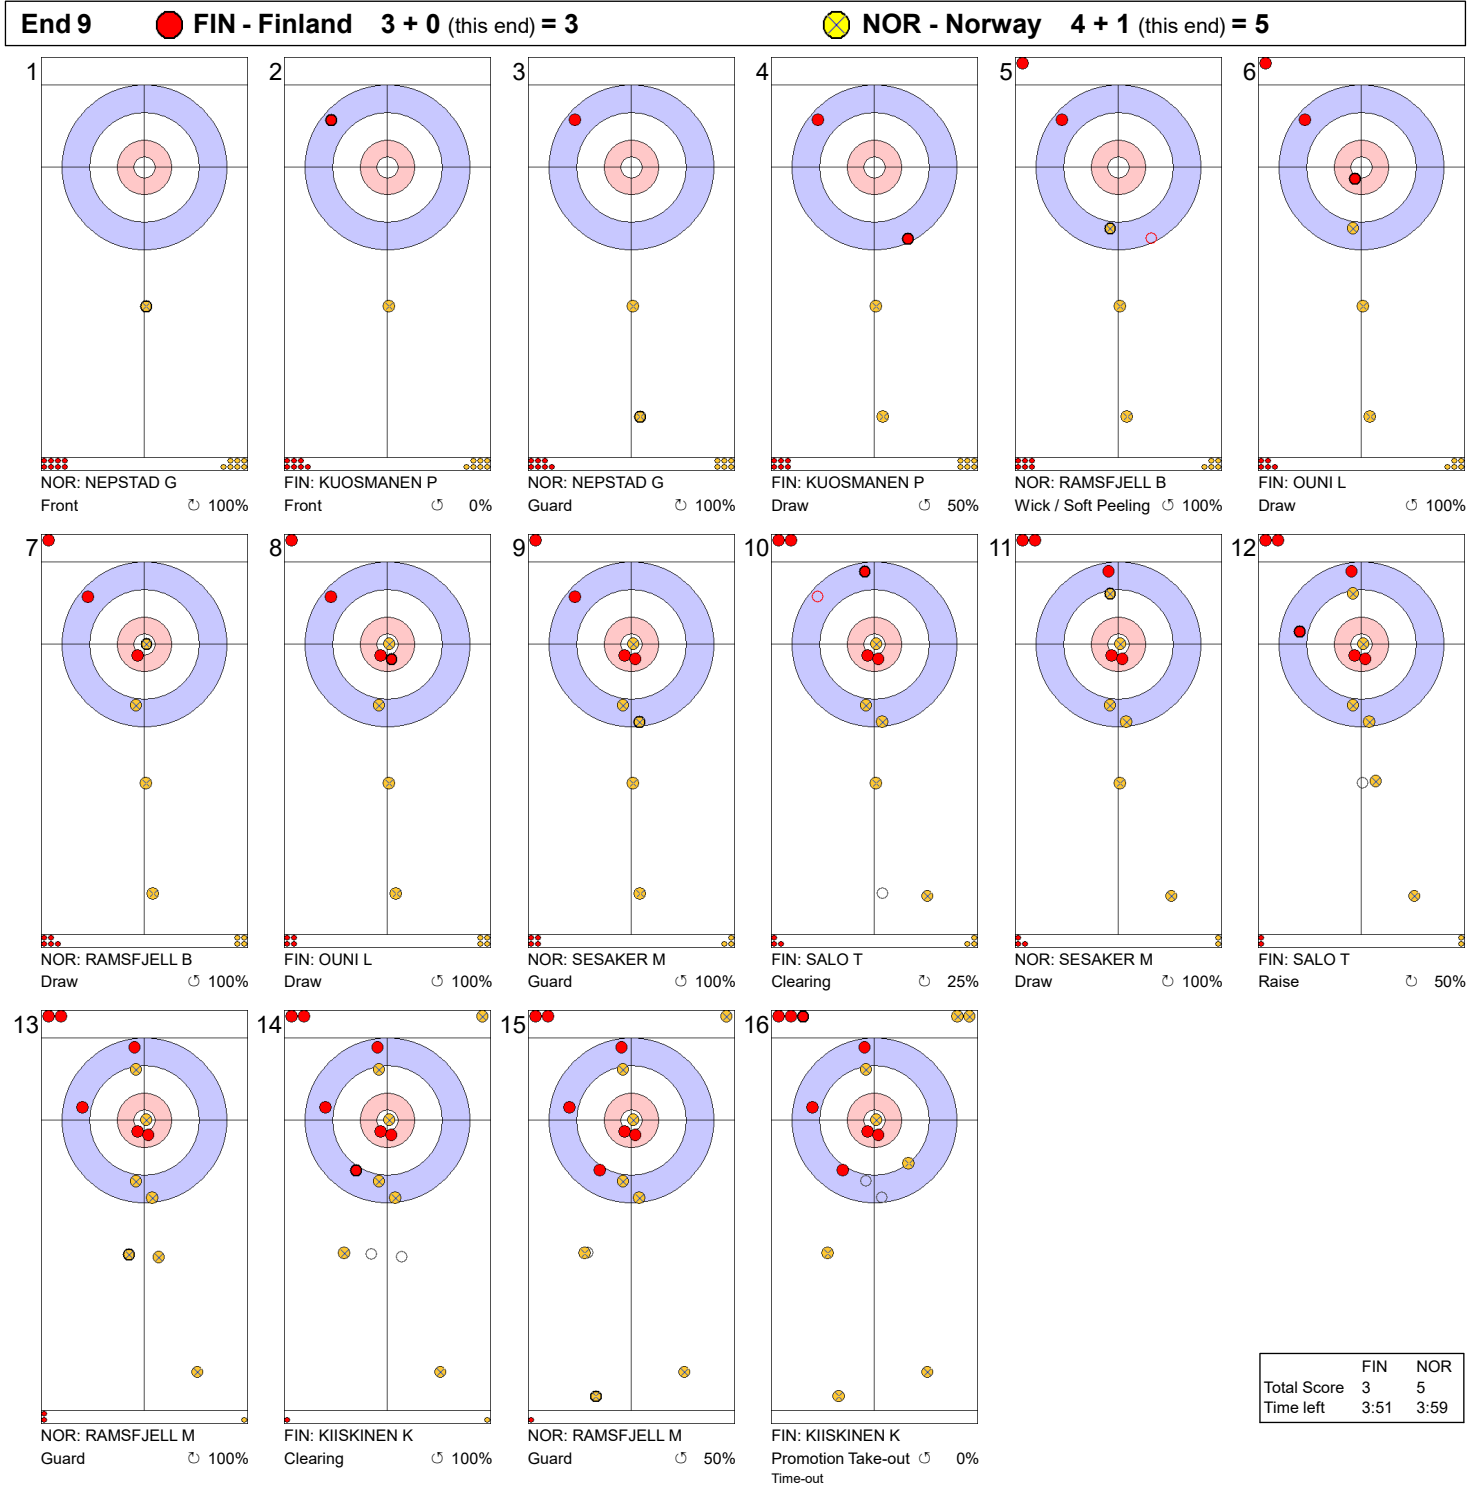 End 9 FIN - Finland 3 + 0 (this end) = 3 NOR - Norway 4 + 1 (this end) = 5
1 2 3 4 5 6
NOR: NEPSTAD G FIN: KUOSMANEN P NOR: NEPSTAD G FIN: KUOSMANEN P NOR: RAMSFJELL B FIN: OUNI L
Front ↻ 100% Front ↺ 0% Guard ↻ 100% Draw ↺ 50% Wick / Soft Peeling ↻ 100% Draw ↺ 100%
7 8 9 10 11 12
NOR: RAMSFJELL B FIN: OUNI L NOR: SESAKER M FIN: SALO T NOR: SESAKER M FIN: SALO T
Draw ↺ 100% Draw ↺ 100% Guard ↺ 100% Clearing ↻ 25% Draw ↻ 100% Raise ↻ 50%
13 14 15 16
NOR: RAMSFJELL M FIN: KIISKINEN K NOR: RAMSFJELL M FIN: KIISKINEN K
Guard ↻ 100% Clearing ↻ 100% Guard ↺ 50% Promotion Take-out ↺ 0%
Time-out
FIN NOR
Total Score 3 5
Time left 3:51 3:59